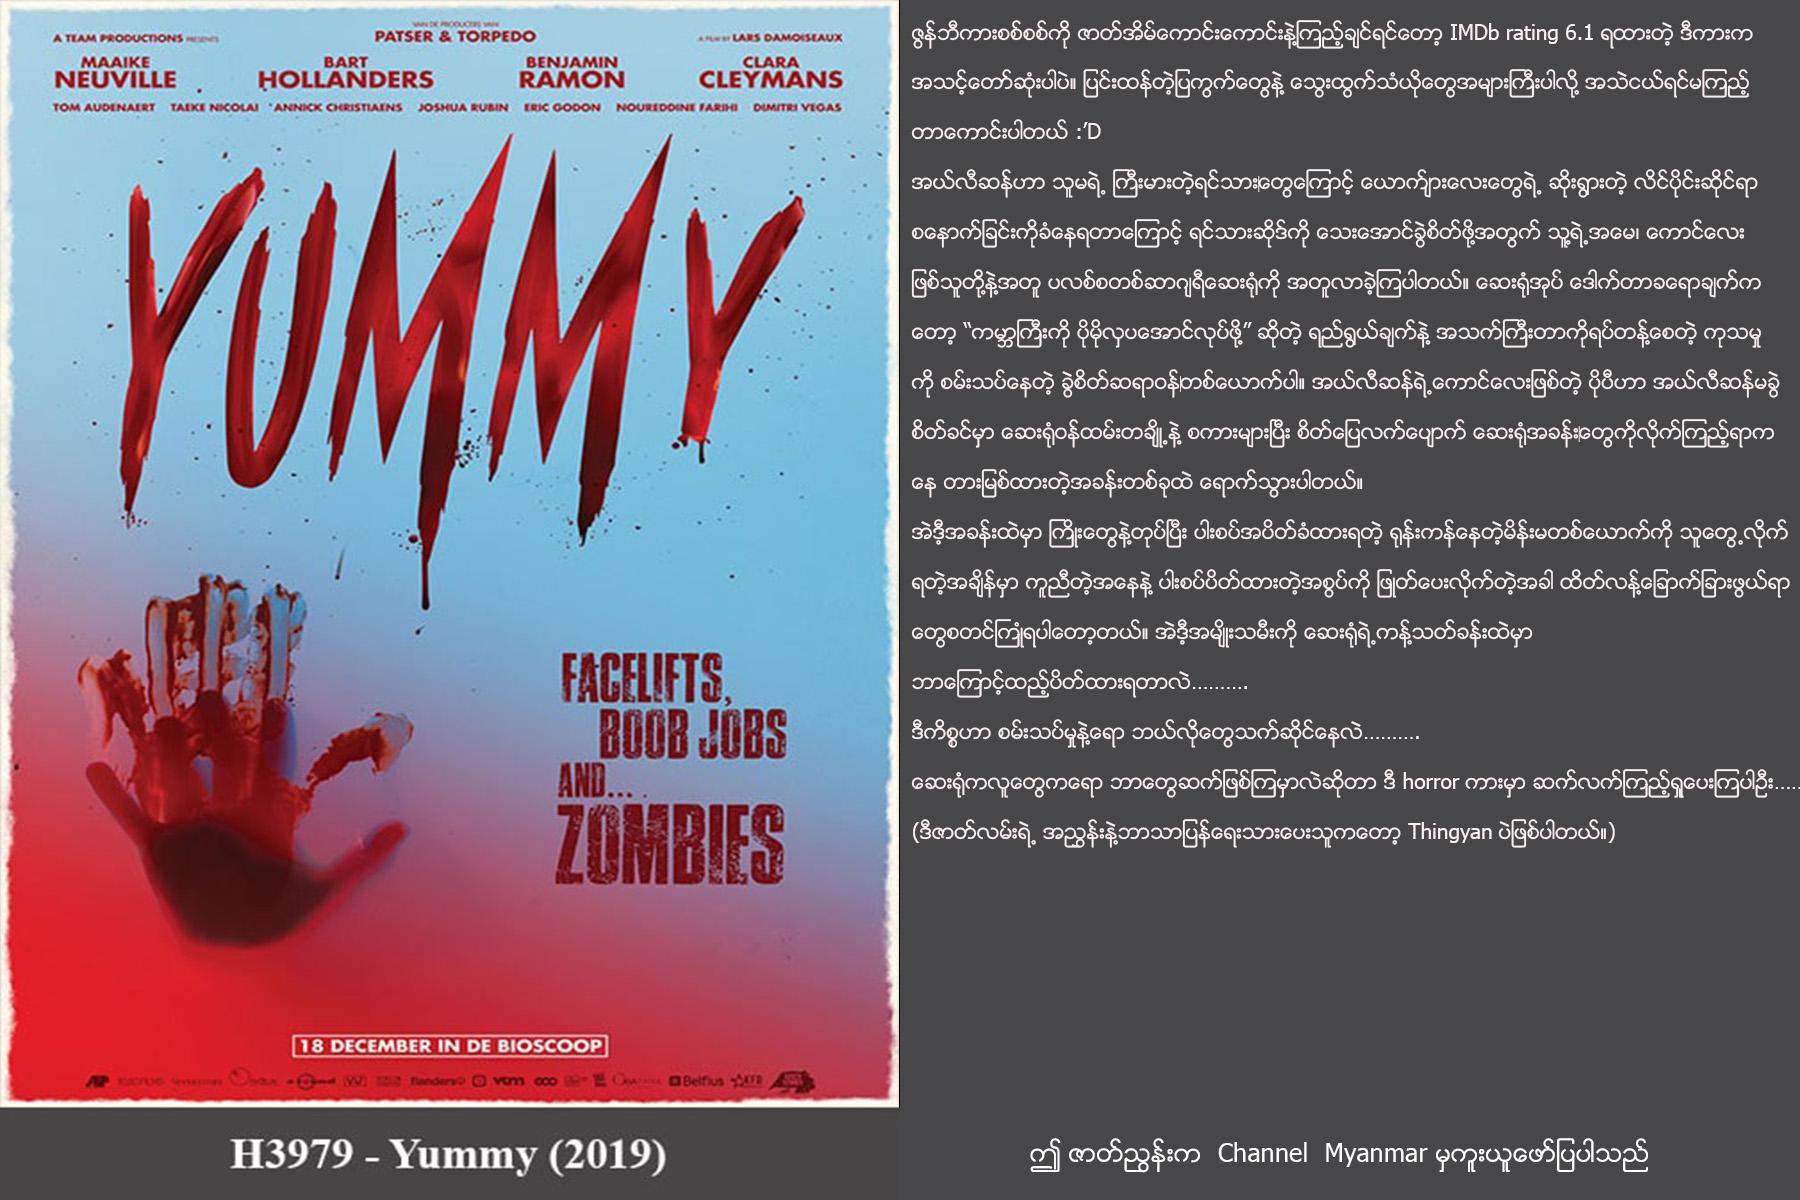 A TEAM PRODUCTIONS PRESENTS
VAN DE PRODUCERS VAN
PATSER & TORPEDO
A FILM BY LARS DAMOISEAUX
MAAIKE NEUVILLE
BART HOLLANDERS
BENJAMIN RAMON
CLARA CLEYMANS
TOM AUDENAERT TAEKE NICOLAI ANNICK CHRISTIAENS JOSHUA RUBIN ERIC GODON NOUREDDINE FARIHI DIMITRI VEGAS
YUMMY
FACELIFTS,
BOOB JOBS
AND...
ZOMBIES
18 DECEMBER IN DE BIOSCOOP
flanders vtm Belfius KFD
H3979 - Yummy (2019)
ဇွန်ဘီကားစစ်စစ်ကို ဇာတ်အိမ်ကောင်းကောင်းနဲ့ကြည့်ချင်ရင်တော့ IMDb rating 6.1 ရထားတဲ့ ဒီကားက
အသင့်တော်ဆုံးပါပဲ။ ပြင်းထန်တဲ့ပြကွက်တွေနဲ့ သွေးထွက်သံယိုတွေအများကြီးပါလို့ အသဲငယ်ရင်မကြည့်
တာကောင်းပါတယ် :'D
အယ်လီဆန်ဟာ သူမရဲ့ ကြီးမားတဲ့ရင်သားတွေကြောင့် ယောက်ျားလေးတွေရဲ့ ဆိုးရွားတဲ့ လိင်ပိုင်းဆိုင်ရာ
စနောက်ခြင်းကိုခံနေရတာကြောင့် ရင်သားဆိုဒ်ကို သေးအောင်ခွဲစိတ်ဖို့အတွက် သူ့ရဲ့အမေ၊ ကောင်လေး
ဖြစ်သူတို့နဲ့အတူ ပလစ်စတစ်ဆာဂျရီဆေးရုံကို အတူလာခဲ့ကြပါတယ်။ ဆေးရုံအုပ် ဒေါက်တာခရောချက်က
တော့ “ကမ္ဘာကြီးကို ပိုမိုလှပအောင်လုပ်ဖို့” ဆိုတဲ့ ရည်ရွယ်ချက်နဲ့ အသက်ကြီးတာကိုရပ်တန့်စေတဲ့ ကုသမှု
ကို စမ်းသပ်နေတဲ့ ခွဲစိတ်ဆရာဝန်တစ်ယောက်ပါ။ အယ်လီဆန်ရဲ့ကောင်လေးဖြစ်တဲ့ ပိုပီဟာ အယ်လီဆန်မခွဲ
စိတ်ခင်မှာ ဆေးရုံဝန်ထမ်းတချို့နဲ့ စကားများပြီး စိတ်ပြေလက်ပျောက် ဆေးရုံအခန်းတွေကိုလိုက်ကြည့်ရာက
နေ တားမြစ်ထားတဲ့အခန်းတစ်ခုထဲ ရောက်သွားပါတယ်။
အဲဒီ့အခန်းထဲမှာ ကြိုးတွေနဲ့တုပ်ပြီး ပါးစပ်အပိတ်ခံထားရတဲ့ ရုန်းကန်နေတဲ့မိန်းမတစ်ယောက်ကို သူတွေ့လိုက်
ရတဲ့အချိန်မှာ ကူညီတဲ့အနေနဲ့ ပါးစပ်ပိတ်ထားတဲ့အစွပ်ကို ဖြုတ်ပေးလိုက်တဲ့အခါ ထိတ်လန့်ခြောက်ခြားဖွယ်ရာ
တွေစတင်ကြုံရပါတော့တယ်။ အဲဒီ့အမျိုးသမီးကို ဆေးရုံရဲ့ကန့်သတ်ခန်းထဲမှာ
ဘာကြောင့်ထည့်ပိတ်ထားရတာလဲ..........
ဒီကိစ္စဟာ စမ်းသပ်မှုနဲ့ရော ဘယ်လိုတွေသက်ဆိုင်နေလဲ..........
ဆေးရုံကလူတွေကရော ဘာတွေဆက်ဖြစ်ကြမှာလဲဆိုတာ ဒီ horror ကားမှာ ဆက်လက်ကြည့်ရှုပေးကြပါဦး.....
(ဒီဇာတ်လမ်းရဲ့ အညွှန်းနဲ့ဘာသာပြန်ရေးသားပေးသူကတော့ Thingyan ပဲဖြစ်ပါတယ်။)
ဤ ဇာတ်ညွှန်းက Channel Myanmar မှကူးယူဖော်ပြပါသည်